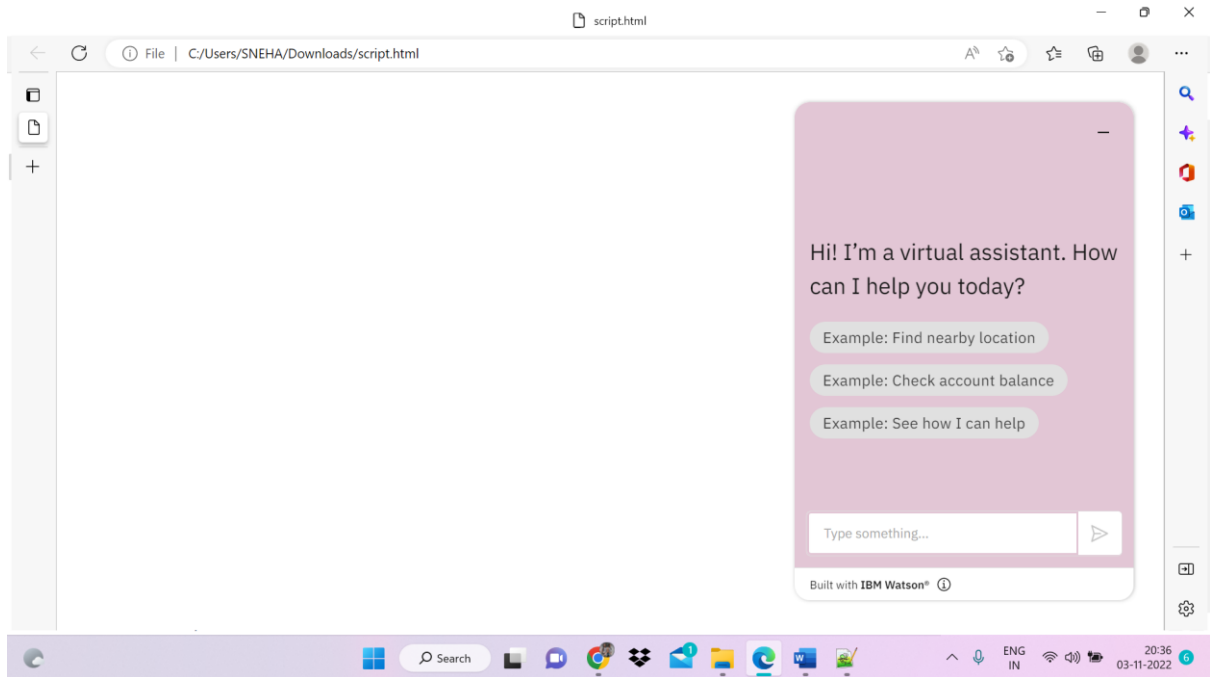 script.html
File | C:/Users/SNEHA/Downloads/script.html
Hi! I’m a virtual assistant. How
can I help you today?
Example: Find nearby location
Example: Check account balance
Example: See how I can help
Type something...
Built with IBM Watson®
Search
1
ENG
IN
20:36
03-11-2022
6